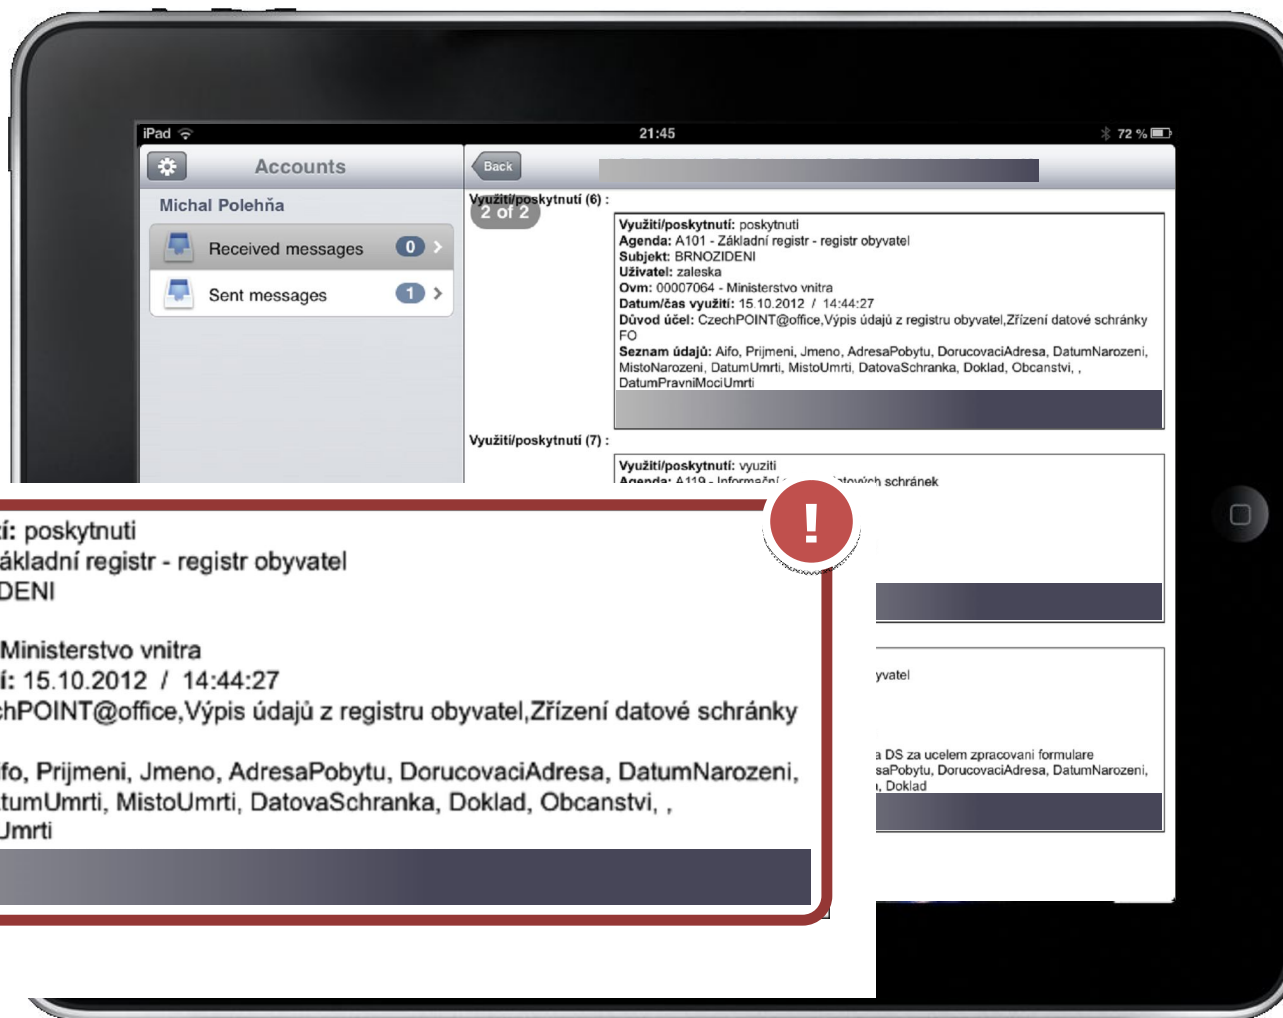 iPad
21:45
72 %
Accounts
Back
Michal Polehňa
Received messages
0
Sent messages
1
Využití/poskytnutí (6) :
2 of 2
Využití/poskytnutí: poskytnuti
Agenda: A101 - Základní registr - registr obyvatel
Subjekt: BRNOZIDENI
Uživatel: zaleska
Ovm: 00007064 - Ministerstvo vnitra
Datum/čas využití: 15.10.2012 / 14:44:27
Důvod účel: CzechPOINT@office,Výpis údajů z registru obyvatel,Zřízení datové schránky
FO
Seznam údajů: Aifo, Prijmeni, Jmeno, AdresaPobytu, DorucovaciAdresa, DatumNarozeni,
MistoNarozeni, DatumUmrti, MistoUmrti, DatovaSchranka, Doklad, Obcanstvi, ,
DatumPravniMociUmrti
Využití/poskytnutí (7) :
Využití/poskytnutí: vyuziti
Agenda: A119 - Informační schránek
yvatel
a DS za ucelem zpracovani formulare
saPobytu, DorucovaciAdresa, DatumNarozeni,
, Doklad
!
í: poskytnuti
ákladní registr - registr obyvatel
DENI
Ministerstvo vnitra
í: 15.10.2012 / 14:44:27
chPOINT@office,Výpis údajů z registru obyvatel,Zřízení datové schránky
ifo, Prijmeni, Jmeno, AdresaPobytu, DorucovaciAdresa, DatumNarozeni,
tumUmrti, MistoUmrti, DatovaSchranka, Doklad, Obcanstvi, ,
Umrti